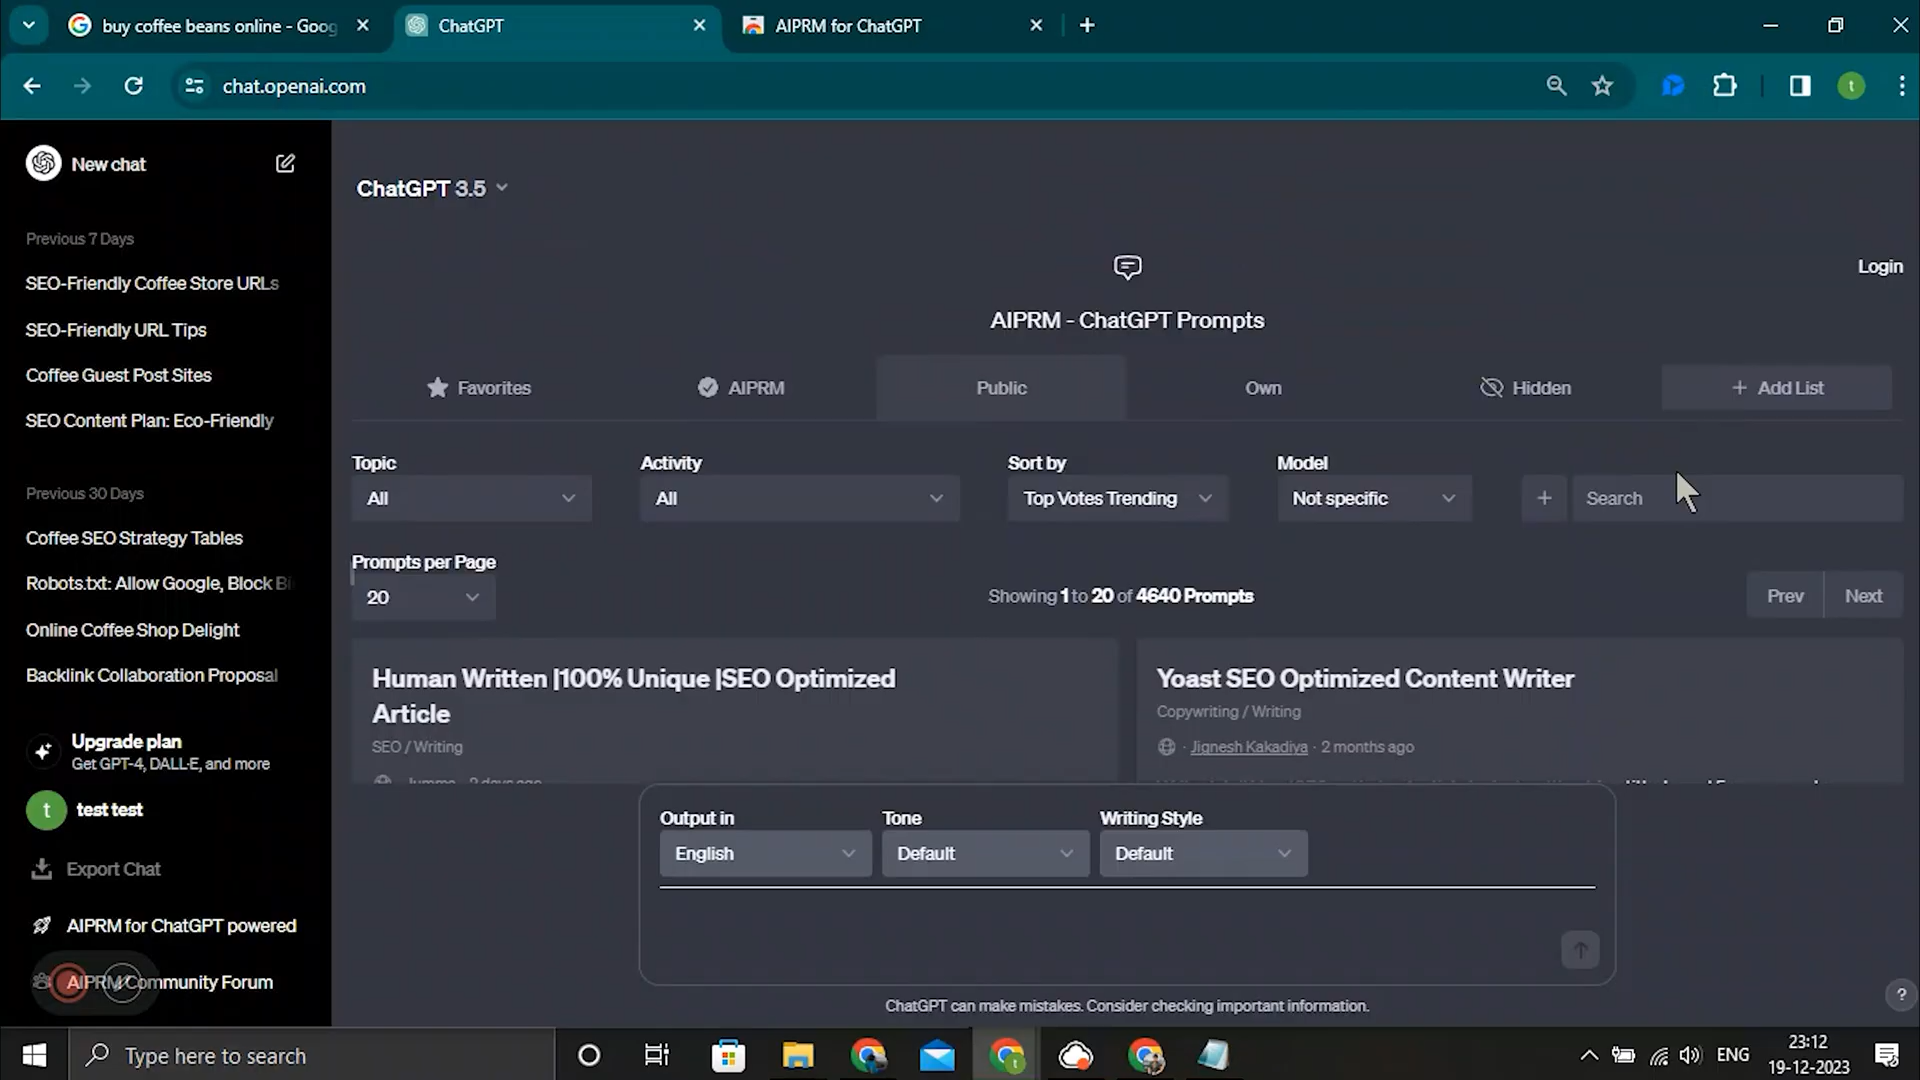 buy coffee beans online - Goog
ChatGPT
AIPRM for ChatGPT
chat.openai.com
t
New chat
Previous 7 Days
SEO-Friendly Coffee Store URLs
SEO-Friendly URL Tips
Coffee Guest Post Sites
SEO Content Plan: Eco-Friendly
Previous 30 Days
Coffee SEO Strategy Tables
Robots.txt: Allow Google, Block Bi
Online Coffee Shop Delight
Backlink Collaboration Proposal
Upgrade plan
Get GPT-4, DALL·E, and more
t test test
Export Chat
AIPRM for ChatGPT powered
AIPRM Community Forum
ChatGPT 3.5
Login
AIPRM - ChatGPT Prompts
Favorites
AIPRM
Public
Own
Hidden
+ Add List
Topic
All
Activity
All
Sort by
Top Votes Trending
Model
Not specific
+
Search
Prompts per Page
20
Showing 1 to 20 of 4640 Prompts
Prev
Next
Human Written |100% Unique |SEO Optimized
Article
SEO / Writing
Yoast SEO Optimized Content Writer
Copywriting / Writing
· Jignesh Kakadiya · 2 months ago
Output in
English
Tone
Default
Writing Style
Default
ChatGPT can make mistakes. Consider checking important information.
?
Type here to search
ENG
23:12
19-12-2023